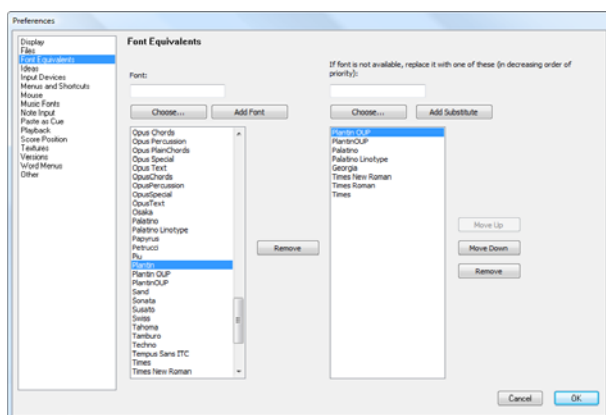 Preferences
Display
Files
Font Equivalents
Ideas
Input Devices
Menus and Shortcuts
Mouse
Music Fonts
Note Input
Paste as Cue
Playback
Score Position
Textures
Versions
Word Menus
Other
Font Equivalents
Font:
Choose...
Add Font
Opus Chords
Opus Percussion
Opus PlainChords
Opus Special
Opus Text
OpusChords
OpusPercussion
OpusSpecial
OpusText
Osaka
Palatino
Palatino Linotype
Papyrus
Petrucci
Piu
Plantin
Plantin OUP
PlantinOUP
Sand
Sonata
Susato
Swiss
Tahoma
Tamburo
Techno
Tempus Sans ITC
Times
Times New Roman
Remove
If font is not available, replace it with one of these (in decreasing order of
priority):
Choose...
Add Substitute
Plantin OUP
PlantinOUP
Palatino
Palatino Linotype
Georgia
Times New Roman
Times Roman
Times
Move Up
Move Down
Remove
Cancel
OK